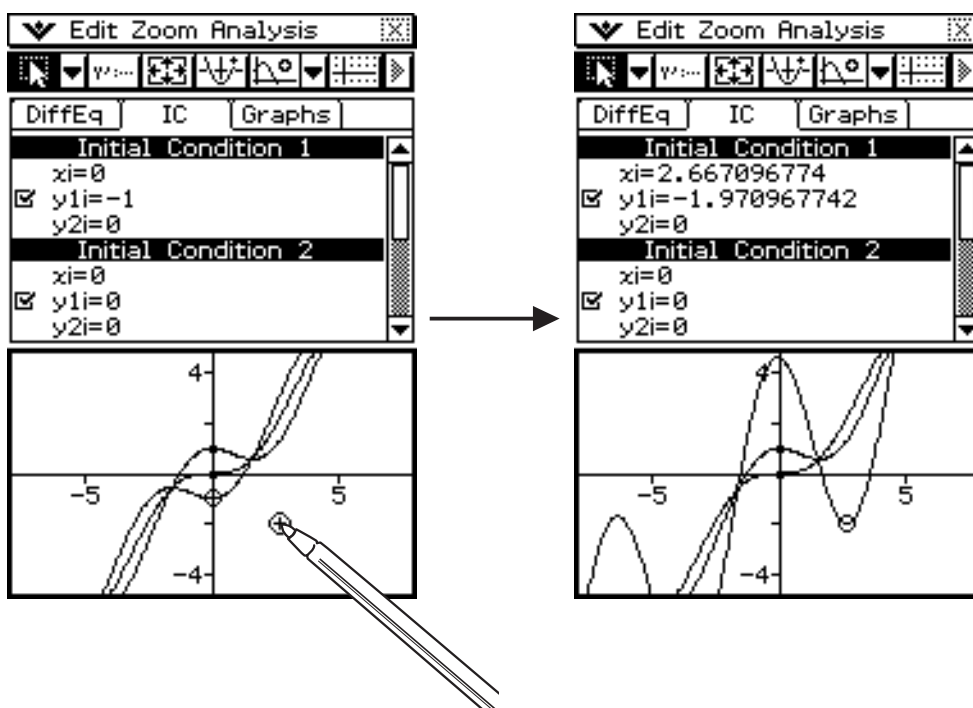 Edit Zoom Analysis
DiffEq IC Graphs
Initial Condition 1
xi=0
y1i=-1
y2i=0
Initial Condition 2
xi=0
y1i=0
y2i=0
4
-5 5
-4
Edit Zoom Analysis
DiffEq IC Graphs
Initial Condition 1
xi=2.667096774
y1i=-1.970967742
y2i=0
Initial Condition 2
xi=0
y1i=0
y2i=0
4
-5 5
-4